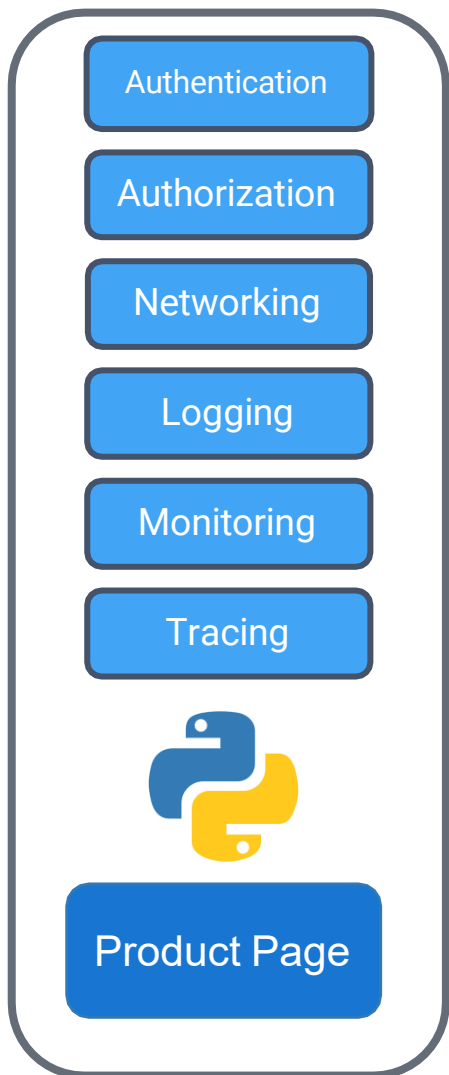 Authentication
Authorization
Networking
Logging
Monitoring
Tracing
Product Page